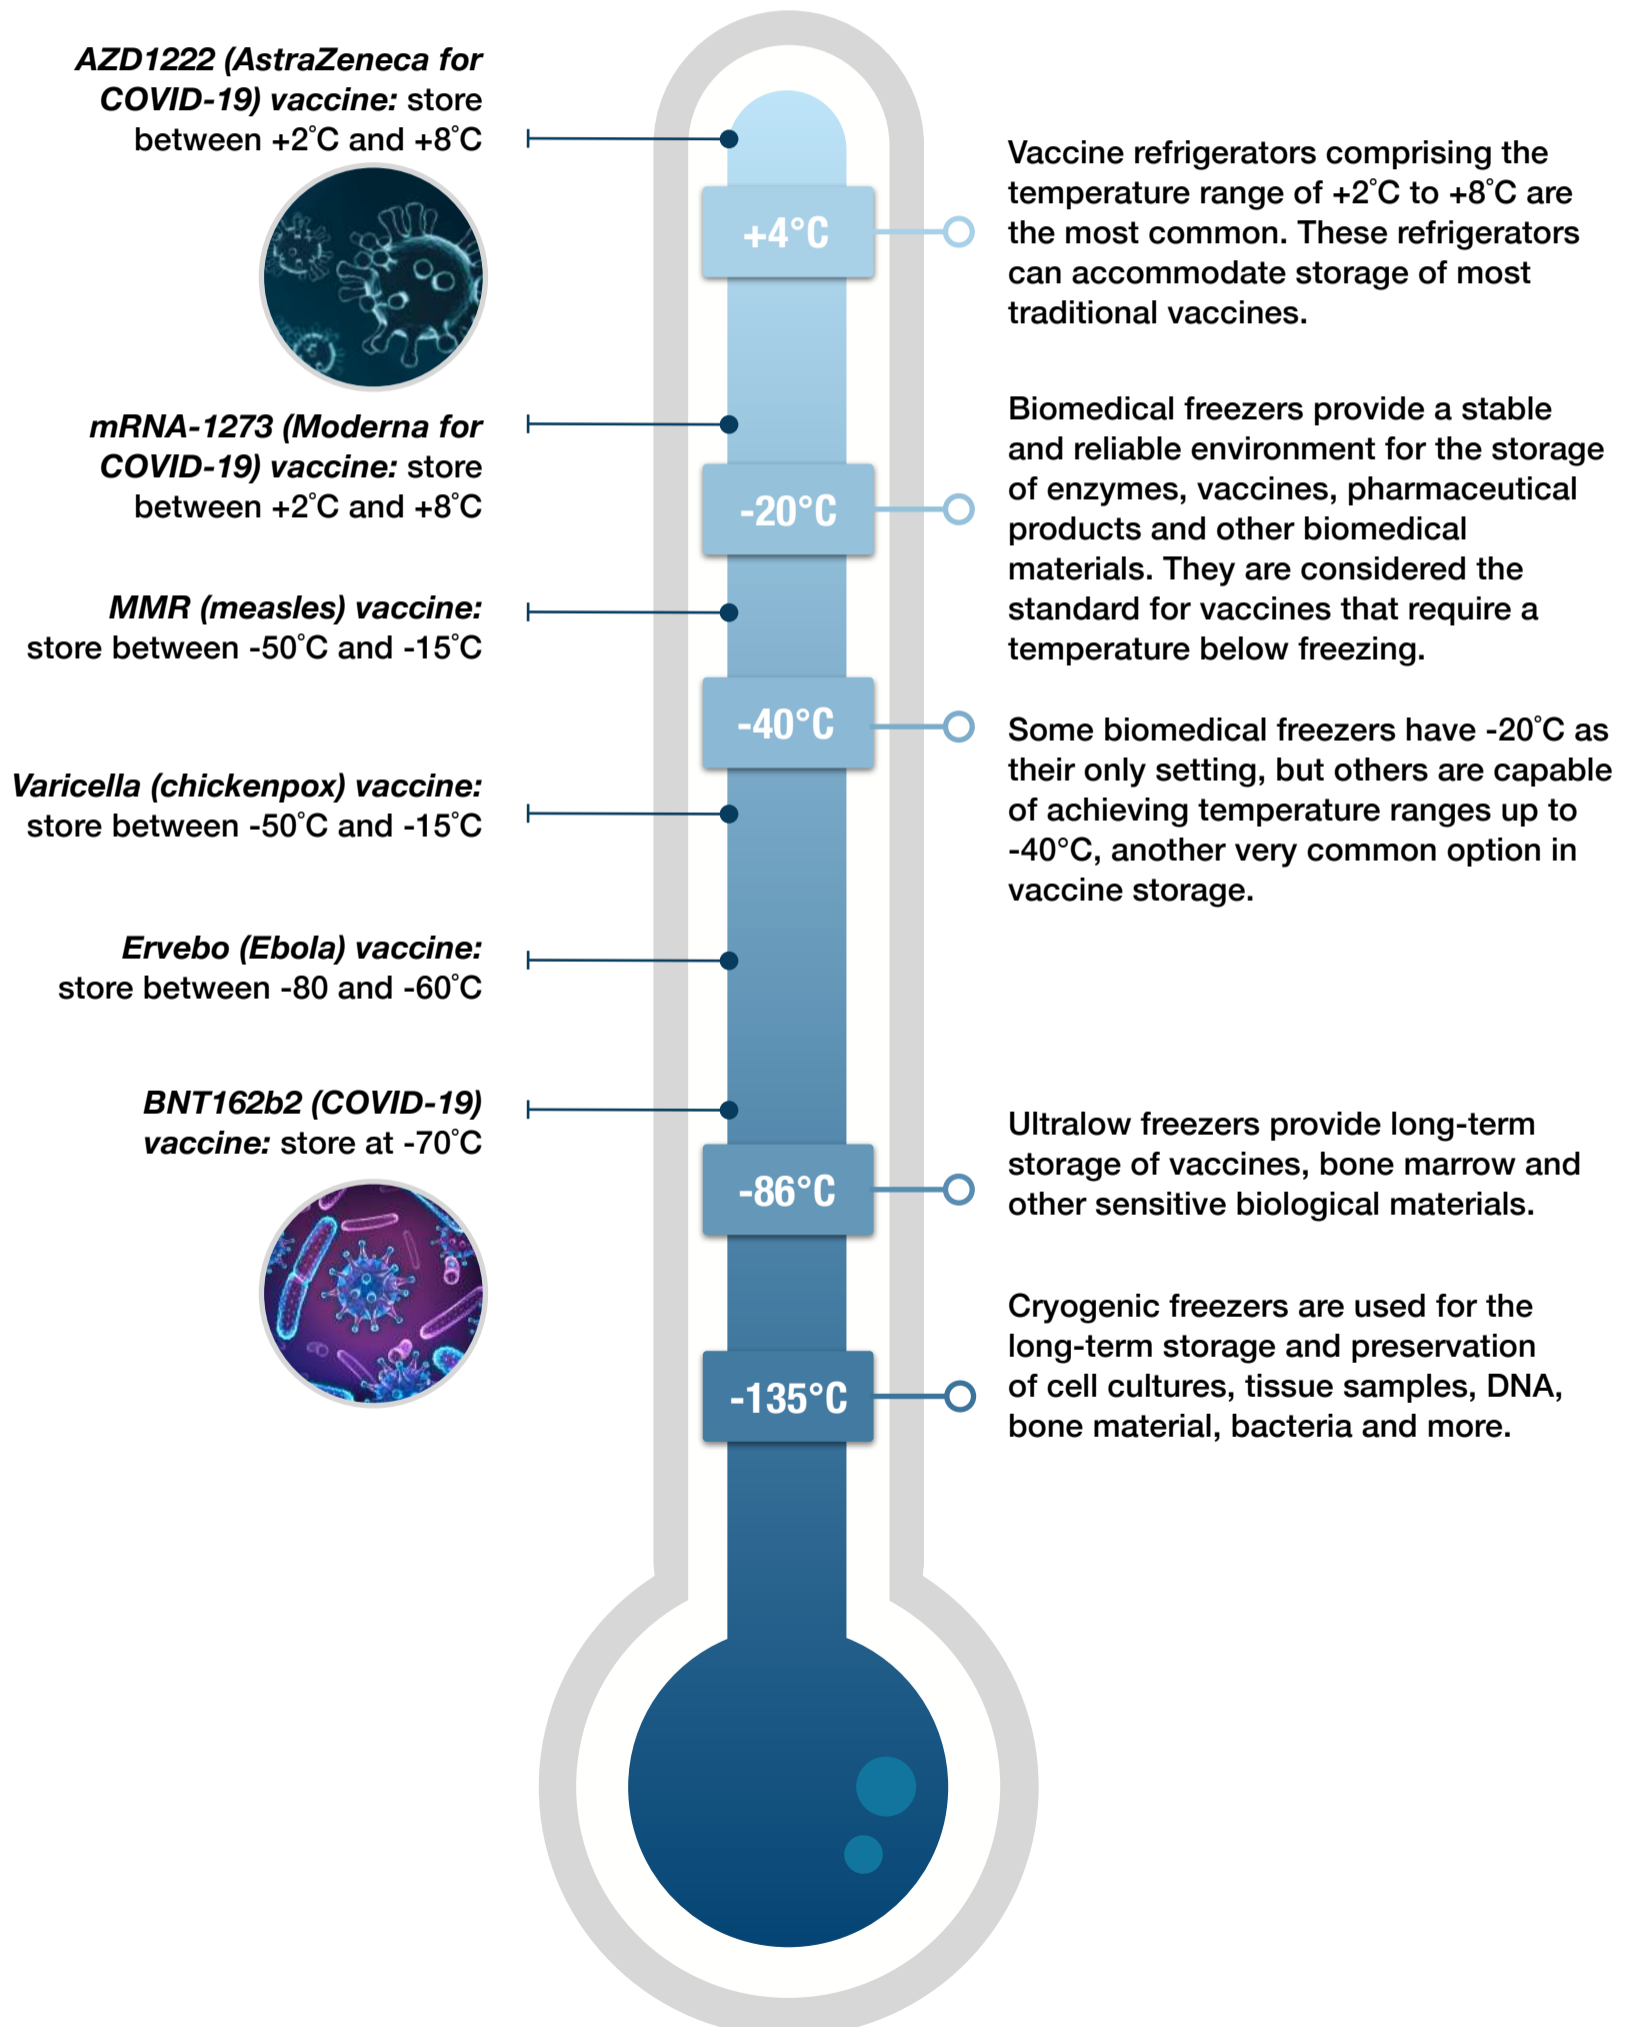 AZD1222 (AstraZeneca for
COVID-19) vaccine: store
between +2°C and +8°C
+4°C
Vaccine refrigerators comprising the
temperature range of +2°C to +8°C are
the most common. These refrigerators
can accommodate storage of most
traditional vaccines.
mRNA-1273 (Moderna for
COVID-19) vaccine: store
between +2°C and +8°C
-20°C
Biomedical freezers provide a stable
and reliable environment for the storage
of enzymes, vaccines, pharmaceutical
products and other biomedical
materials. They are considered the
standard for vaccines that require a
temperature below freezing.
MMR (measles) vaccine:
store between -50°C and -15°C
-40°C
Some biomedical freezers have -20°C as
their only setting, but others are capable
of achieving temperature ranges up to
-40°C, another very common option in
vaccine storage.
Varicella (chickenpox) vaccine:
store between -50°C and -15°C
Ervebo (Ebola) vaccine:
store between -80 and -60°C
BNT162b2 (COVID-19)
vaccine: store at -70°C
-86°C
Ultralow freezers provide long-term
storage of vaccines, bone marrow and
other sensitive biological materials.
-135°C
Cryogenic freezers are used for the
long-term storage and preservation
of cell cultures, tissue samples, DNA,
bone material, bacteria and more.